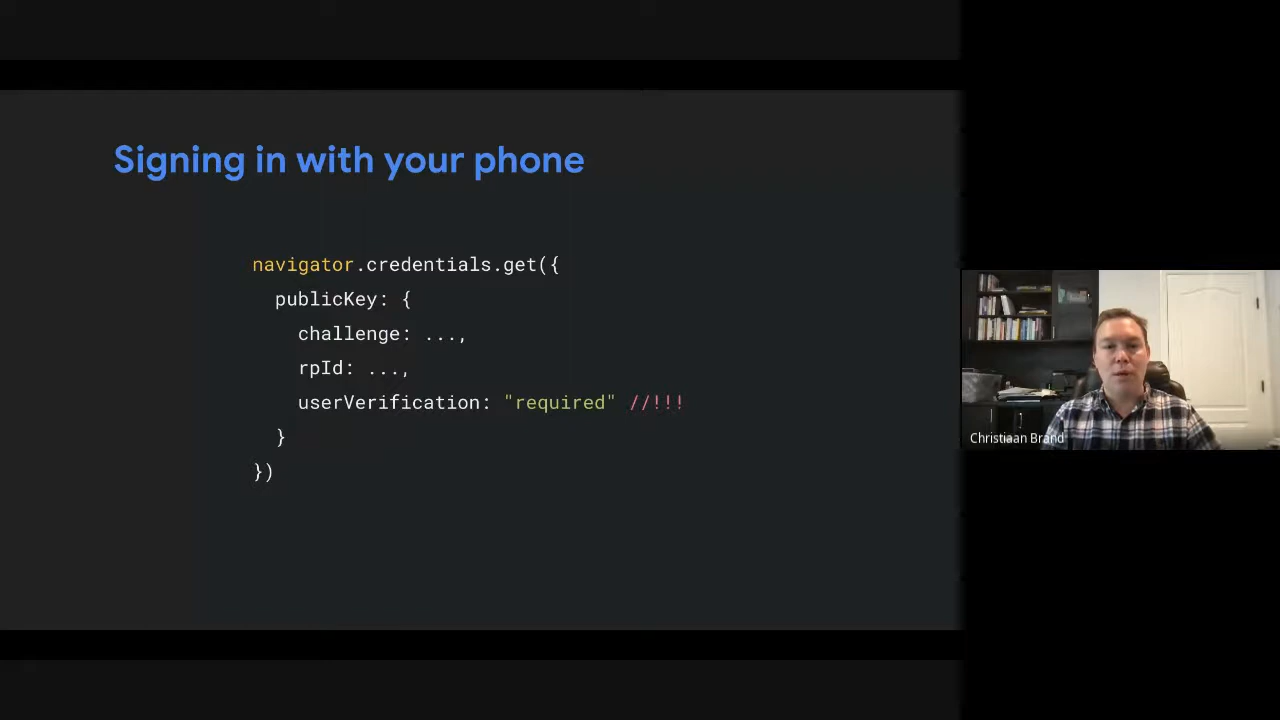 Signing in with your phone
navigator.credentials.get({
publicKey: {
challenge: ...,
rpId: ...,
userVerification: "required" //!!!
}
})
Christiaan Brand